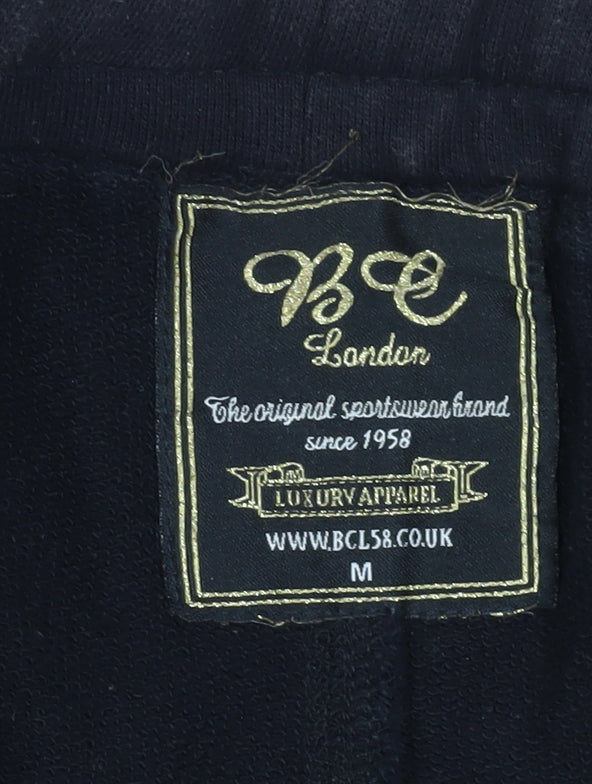 BC
London
The original sportswear brand
since 1958
LUXURY APPAREL
WWW.BCL58.CO.UK
M